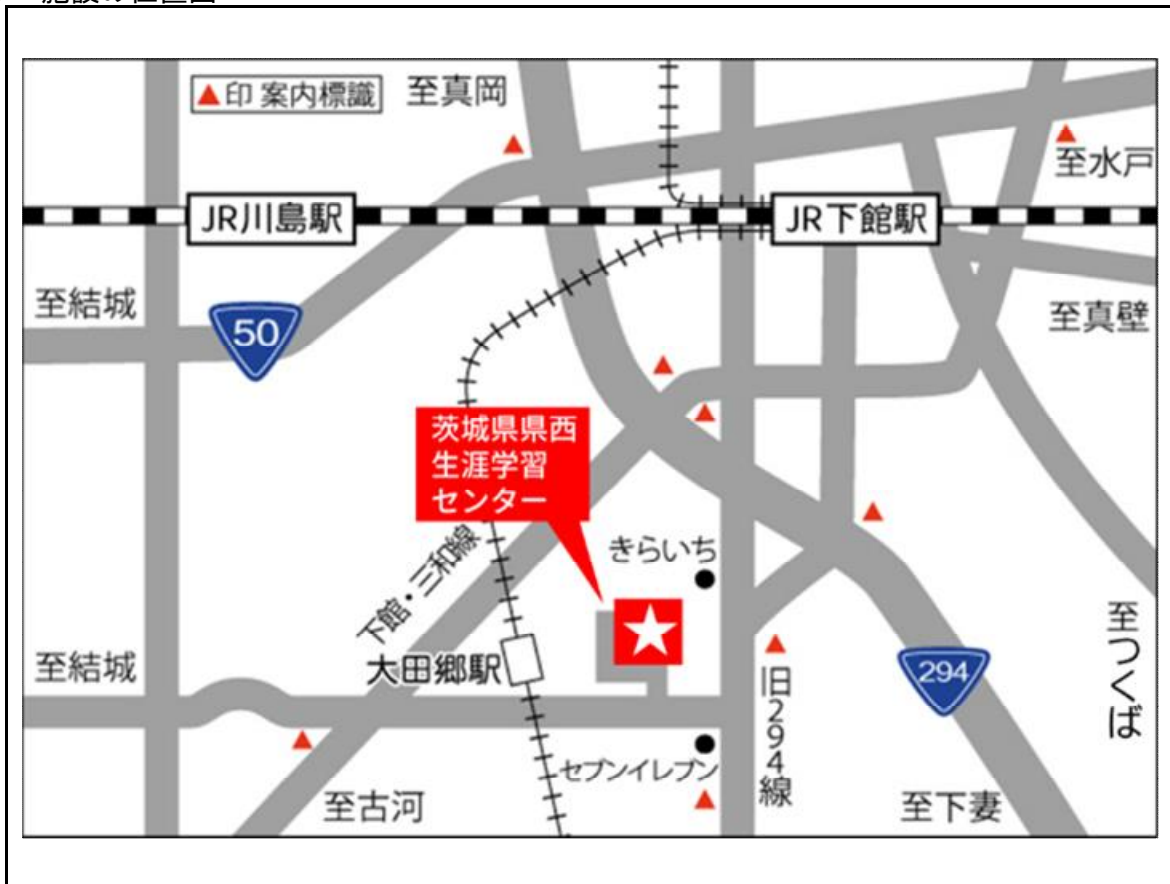 施設の位置図
▲印 案内標識
至真岡
至水戸
JR川島駅
JR下館駅
至結城
50
至真壁
茨城県県西
生涯学習
センター
きらいち
下館・三和線
至つくば
至結城
大田郷駅
294
旧294線
セブンイレブン
至古河
至下妻